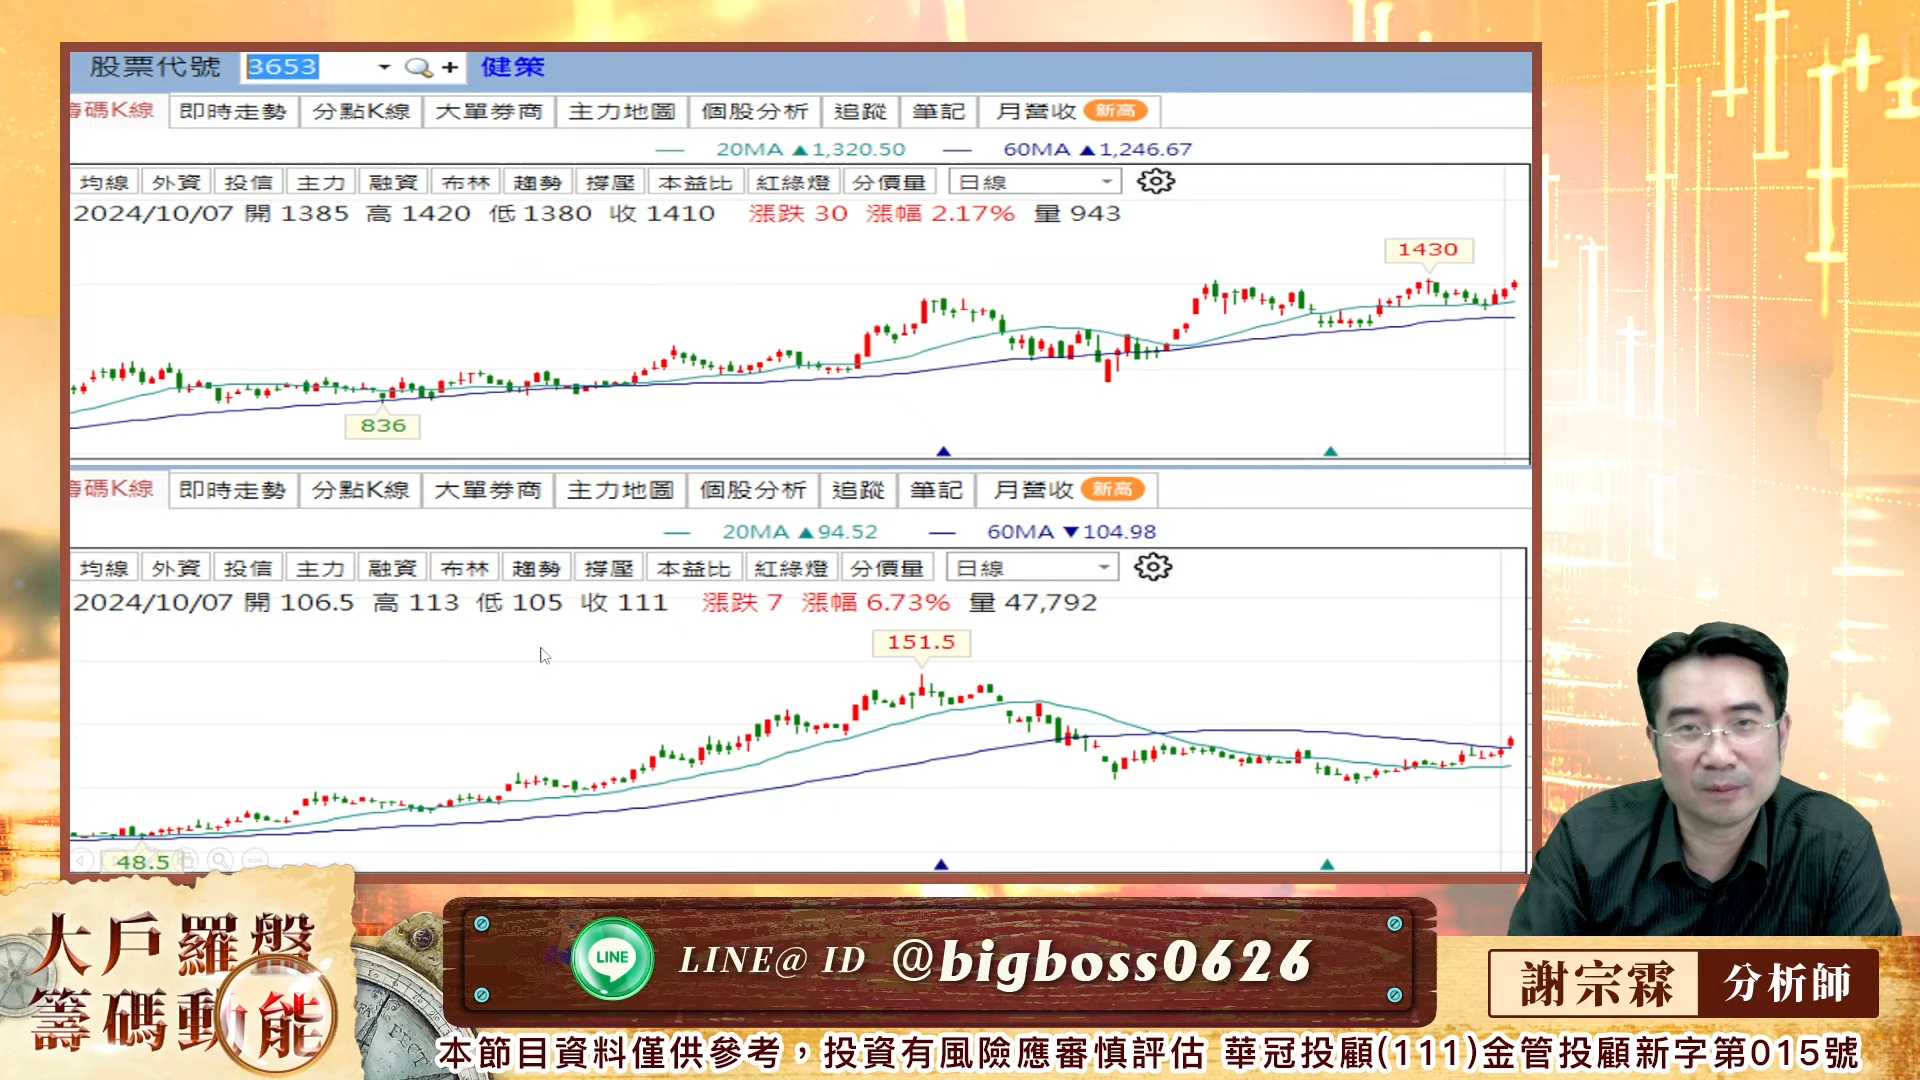 股票代號 3653 健策
籌碼K線 即時走勢 分點K線 大單券商 主力地圖 個股分析 追蹤 筆記 月營收 新高
20MA ▲1,320.50 60MA ▲1,246.67
均線 外資 投信 主力 融資 布林 趨勢 撐壓 本益比 紅綠燈 分價量 日線
2024/10/07 開 1385 高 1420 低 1380 收 1410 漲跌 30 漲幅 2.17% 量 943
1430
836
籌碼K線 即時走勢 分點K線 大單券商 主力地圖 個股分析 追蹤 筆記 月營收 新高
20MA ▲94.52 60MA ▼104.98
均線 外資 投信 主力 融資 布林 趨勢 撐壓 本益比 紅綠燈 分價量 日線
2024/10/07 開 106.5 高 113 低 105 收 111 漲跌 7 漲幅 6.73% 量 47,792
151.5
48.5
大戶羅盤
籌碼動能
LINE LINE@ ID @bigboss0626
謝宗霖 分析師
本節目資料僅供參考，投資有風險應審慎評估 華冠投顧(111)金管投顧新字第015號